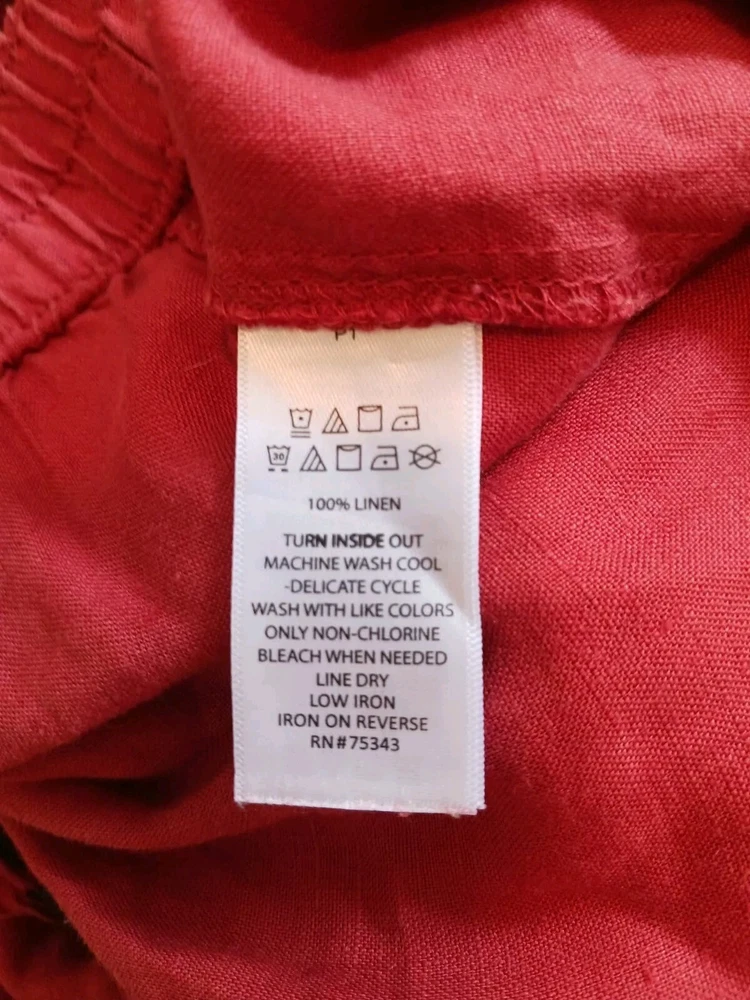 30
100% LINEN
TURN INSIDE OUT
MACHINE WASH COOL
-DELICATE CYCLE
WASH WITH LIKE COLORS
ONLY NON-CHLORINE
BLEACH WHEN NEEDED
LINE DRY
LOW IRON
IRON ON REVERSE
RN#75343